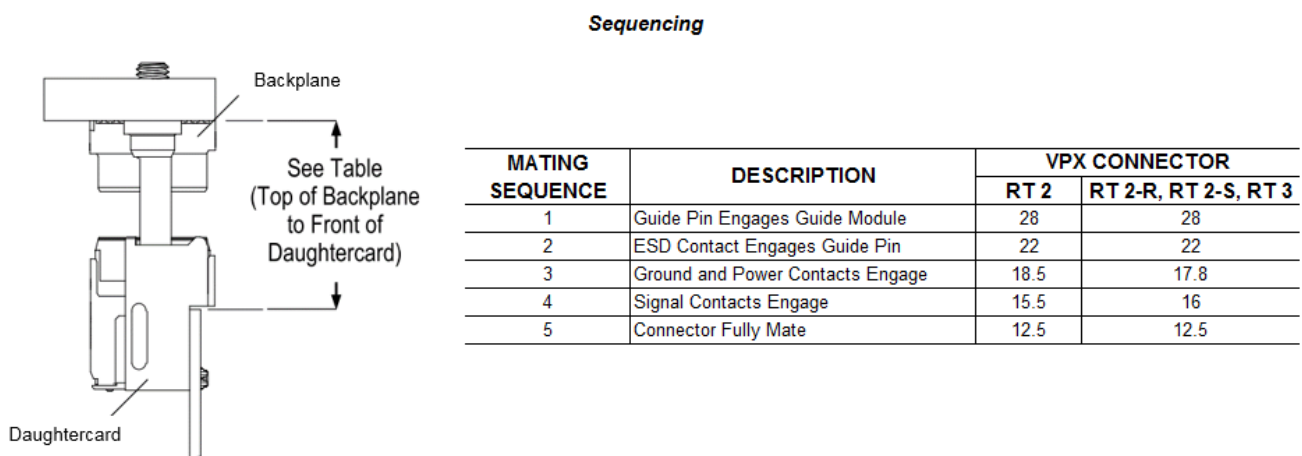 Sequencing
Backplane
See Table
(Top of Backplane
to Front of
Daughtercard)
Daughtercard
MATING SEQUENCE DESCRIPTION VPX CONNECTOR
RT 2 RT 2-R, RT 2-S, RT 3
1 Guide Pin Engages Guide Module 28 28
2 ESD Contact Engages Guide Pin 22 22
3 Ground and Power Contacts Engage 18.5 17.8
4 Signal Contacts Engage 15.5 16
5 Connector Fully Mate 12.5 12.5